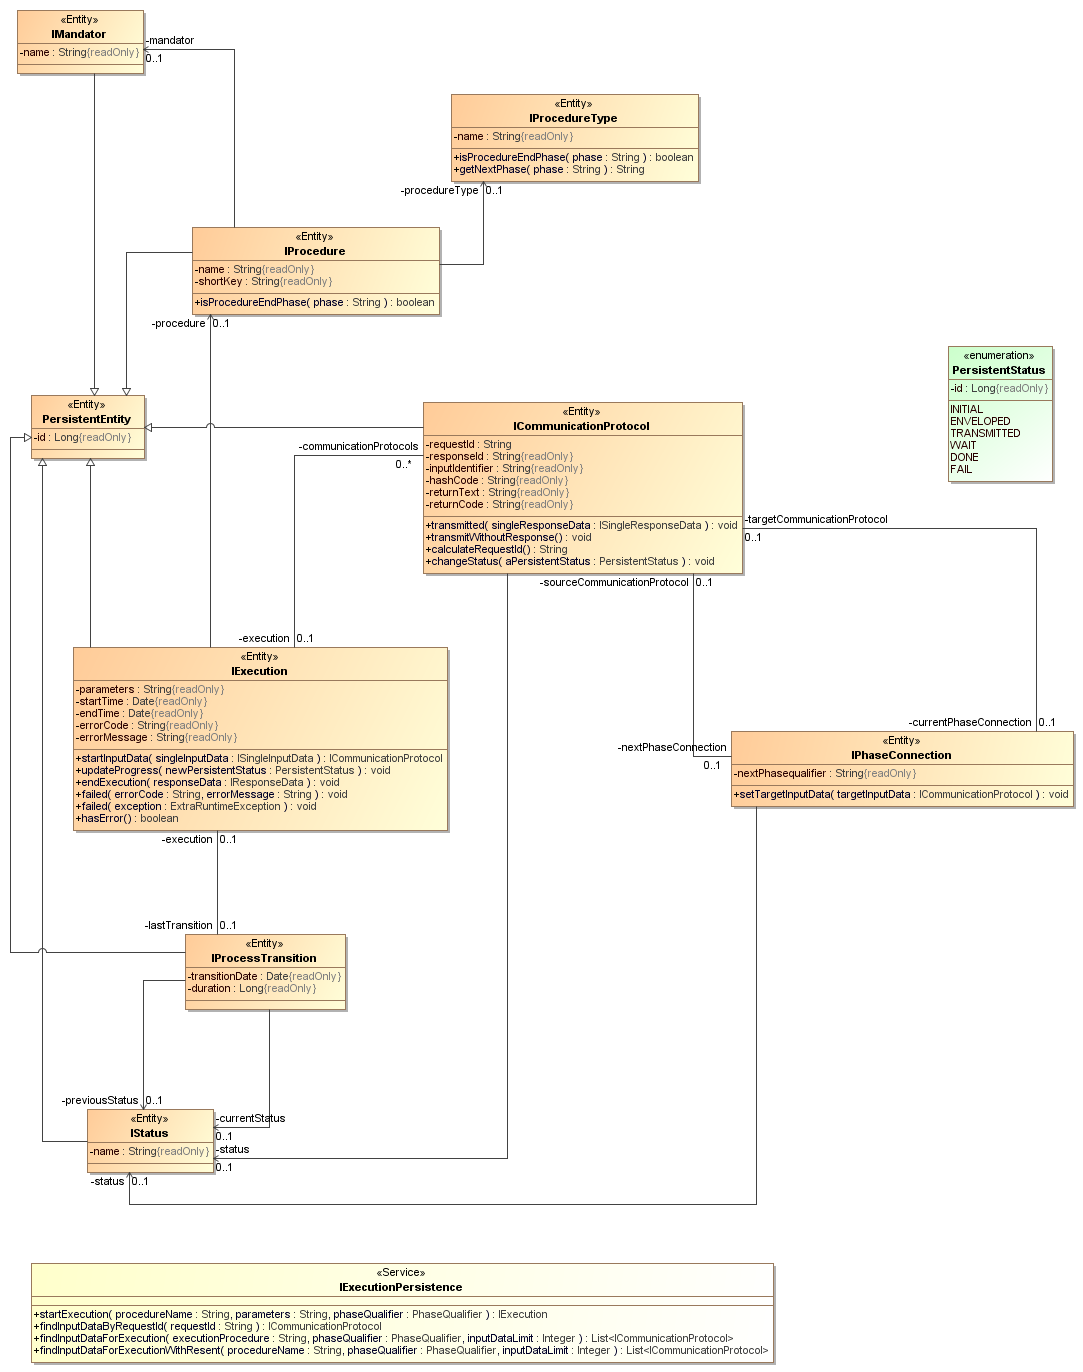 «Entity»
IMandator
-name : String{readOnly}
-mandator
0..1
«Entity»
IProcedureType
-name : String{readOnly}
+isProcedureEndPhase( phase : String ) : boolean
+getNextPhase( phase : String ) : String
-procedureType
0..1
«Entity»
IProcedure
-name : String{readOnly}
-shortKey : String{readOnly}
+isProcedureEndPhase( phase : String ) : boolean
-procedure
0..1
«enumeration»
PersistentStatus
-id : Long{readOnly}
INITIAL
ENVELOPED
TRANSMITTED
WAIT
DONE
FAIL
«Entity»
PersistentEntity
-id : Long{readOnly}
«Entity»
ICommunicationProtocol
-requestId : String
-responseId : String{readOnly}
-inputIdentifier : String{readOnly}
-hashCode : String{readOnly}
-returnText : String{readOnly}
-returnCode : String{readOnly}
+transmitted( singleResponseData : ISingleResponseData ) : void
+transmitWithoutResponse() : void
+calculateRequestId() : String
+changeStatus( aPersistentStatus : PersistentStatus ) : void
-communicationProtocols
0..*
-targetCommunicationProtocol
0..1
-sourceCommunicationProtocol
0..1
-execution
0..1
«Entity»
IExecution
-parameters : String{readOnly}
-startTime : Date{readOnly}
-endTime : Date{readOnly}
-errorCode : String{readOnly}
-errorMessage : String{readOnly}
+startInputData( singleInputData : ISingleInputData ) : ICommunicationProtocol
+updateProgress( newPersistentStatus : PersistentStatus ) : void
+endExecution( responseData : IResponseData ) : void
+failed( errorCode : String, errorMessage : String ) : void
+failed( exception : ExtraRuntimeException ) : void
+hasError() : boolean
-currentPhaseConnection
0..1
-nextPhaseConnection
0..1
«Entity»
IPhaseConnection
-nextPhasequalifier : String{readOnly}
+setTargetInputData( targetInputData : ICommunicationProtocol ) : void
-execution
0..1
-lastTransition
0..1
«Entity»
IProcessTransition
-transitionDate : Date{readOnly}
-duration : Long{readOnly}
-previousStatus
0..1
-currentStatus
0..1
«Entity»
IStatus
-name : String{readOnly}
-status
0..1
-status
0..1
«Service»
IExecutionPersistence
+startExecution( procedureName : String, parameters : String, phaseQualifier : PhaseQualifier ) : IExecution
+findInputDataByRequestId( requestId : String ) : ICommunicationProtocol
+findInputDataForExecution( executionProcedure : String, phaseQualifier : PhaseQualifier, inputDataLimit : Integer ) : List<ICommunicationProtocol>
+findInputDataForExecutionWithResent( procedureName : String, phaseQualifier : PhaseQualifier, inputDataLimit : Integer ) : List<ICommunicationProtocol>